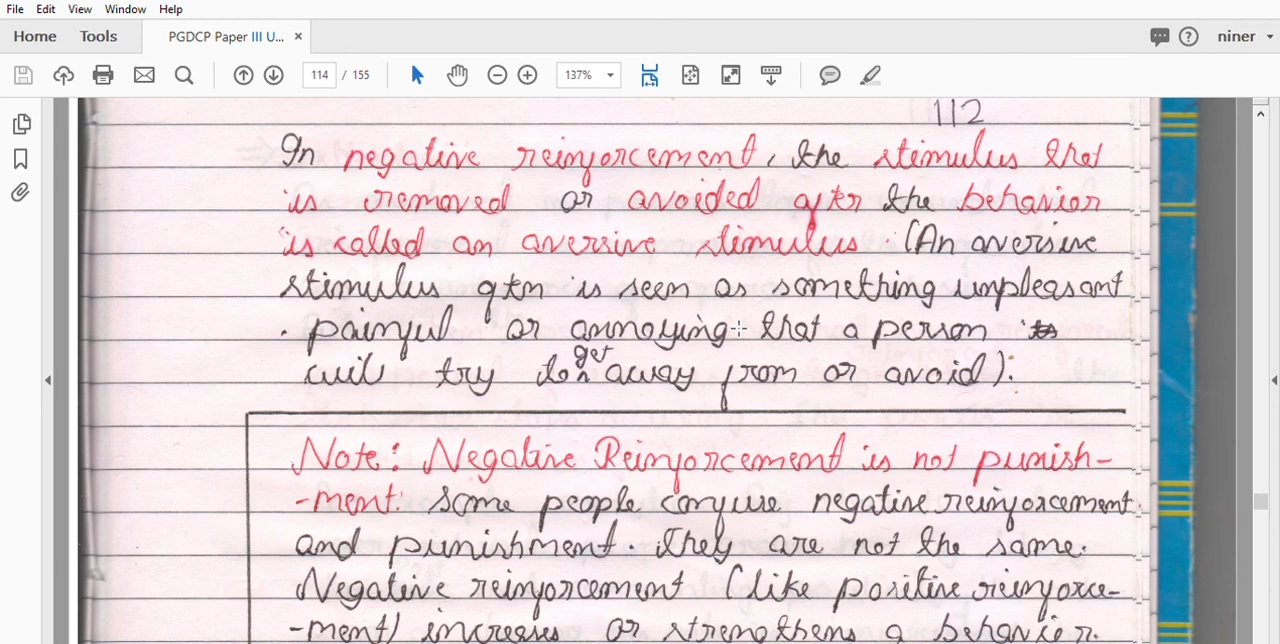 File Edit View Window Help
Home Tools PGDCP Paper III U... × niner
114 / 155 137%
112
In negative reinforcement, the stimulus that
is removed or avoided after the behavior
is called an aversive stimulus. (An aversive
stimulus often is seen as something unpleasant
. painful or annoying that a person
will try to get away from or avoid).
Note: Negative Reinforcement is not punish-
-ment: Some people confuse negative reinforcement
and punishment. They are not the same.
Negative reinforcement (like positive reinforce-
-ment) increases or strengthens a behavior.